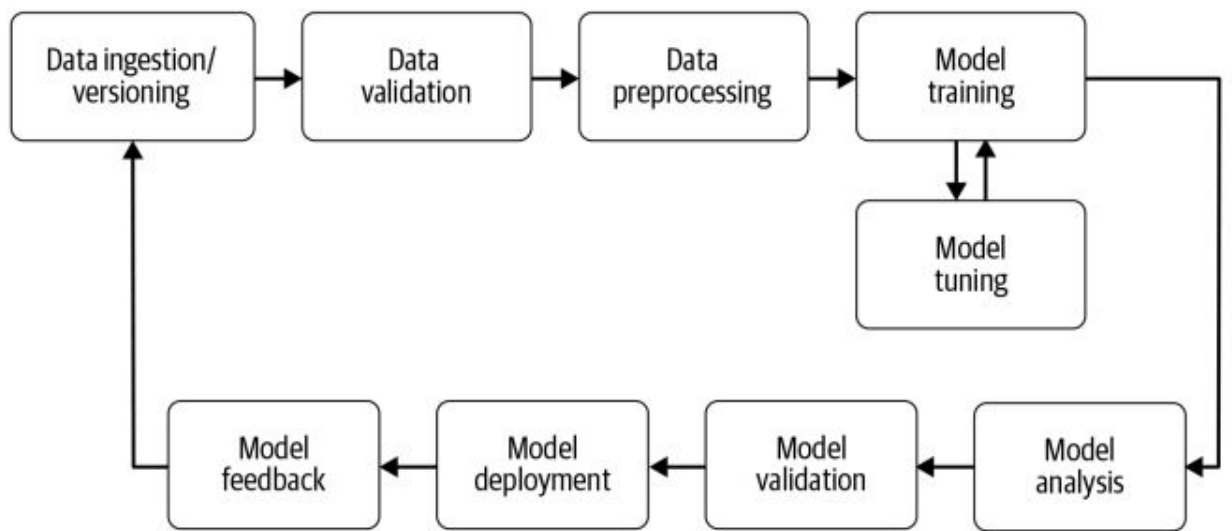 Data ingestion/
versioning
Data
validation
Data
preprocessing
Model
training
Model
tuning
Model
feedback
Model
deployment
Model
validation
Model
analysis